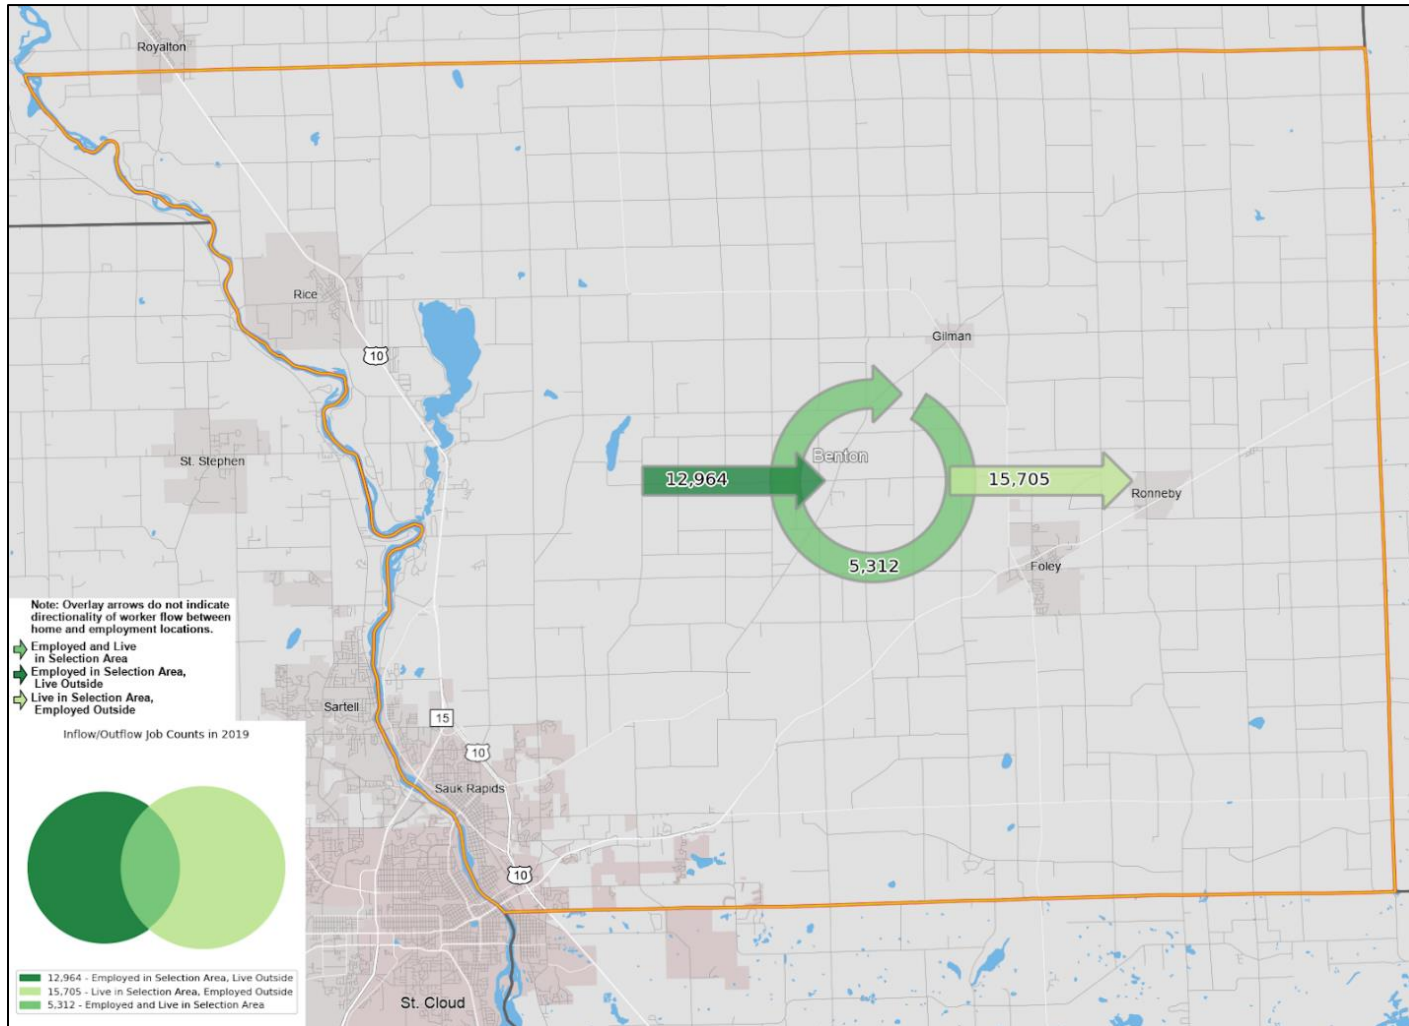 Royalton
Rice
10
Gilman
St. Stephen
Benton
12,964
15,705
Ronneby
5,312
Foley
Note: Overlay arrows do not indicate
directionality of worker flow between
home and employment locations.
Employed and Live
in Selection Area
Employed in Selection Area,
Live Outside
Live in Selection Area,
Employed Outside
Sartell
15
10
Inflow/Outflow Job Counts in 2019
Sauk Rapids
10
12,964 - Employed in Selection Area, Live Outside
15,705 - Live in Selection Area, Employed Outside
5,312 - Employed and Live in Selection Area
St. Cloud